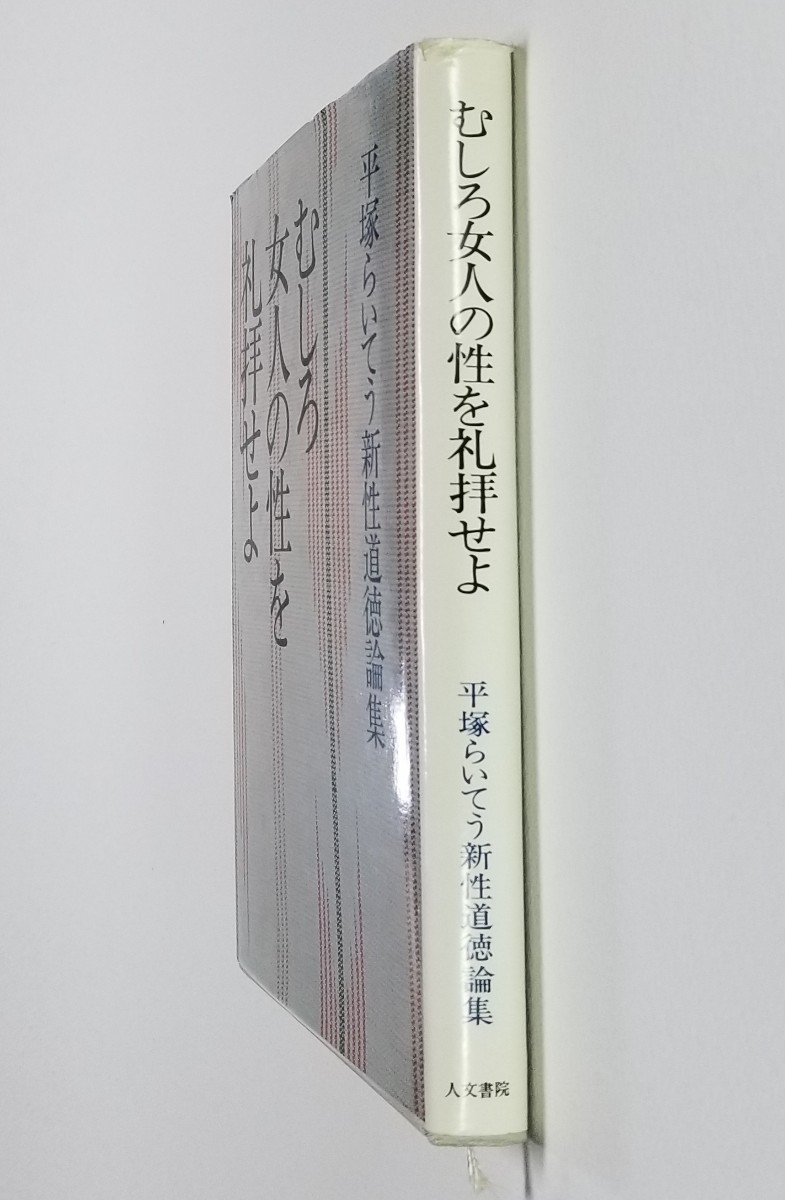 平塚らいてう新性道徳論集
むしろ
女人の性を
礼拝せよ
むしろ女人の性を礼拝せよ
平塚らいてう新性道徳論集
人文書院